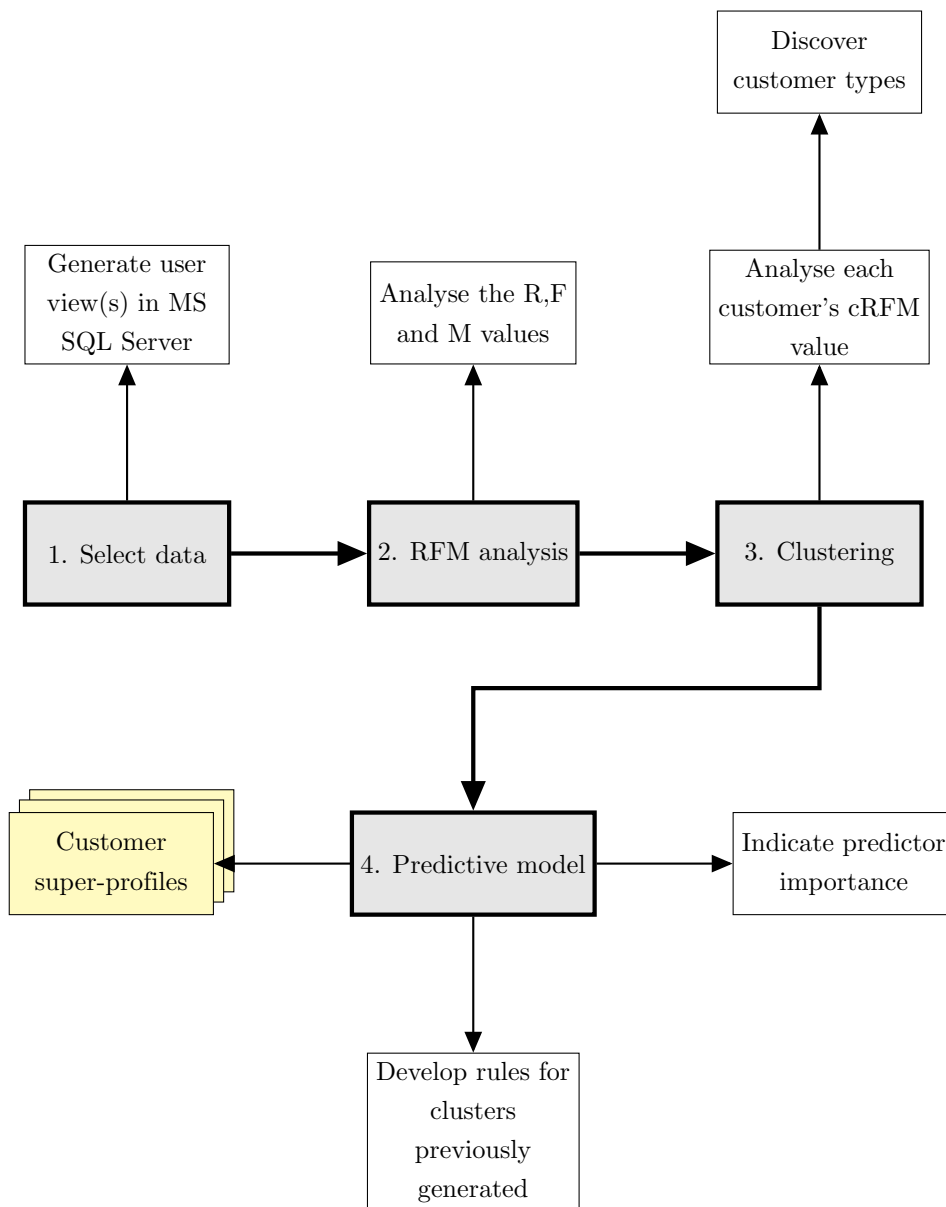 Discover
customer types
Generate user
view(s) in MS
SQL Server
Analyse the R,F
and M values
Analyse each
customer's cRFM
value
1. Select data
2. RFM analysis
3. Clustering
Customer
super-profiles
4. Predictive model
Indicate predictor
importance
Develop rules for
clusters
previously
generated